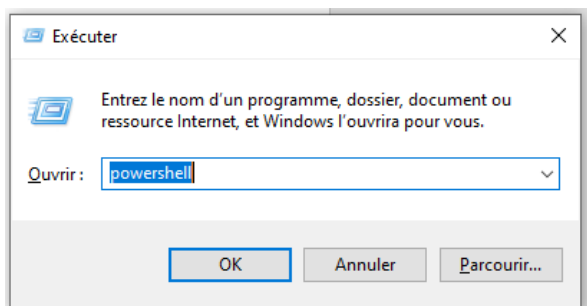 Exécuter
Entrez le nom d'un programme, dossier, document ou
ressource Internet, et Windows l'ouvrira pour vous.
Ouvrir :
powershell
OK
Annuler
Parcourir...